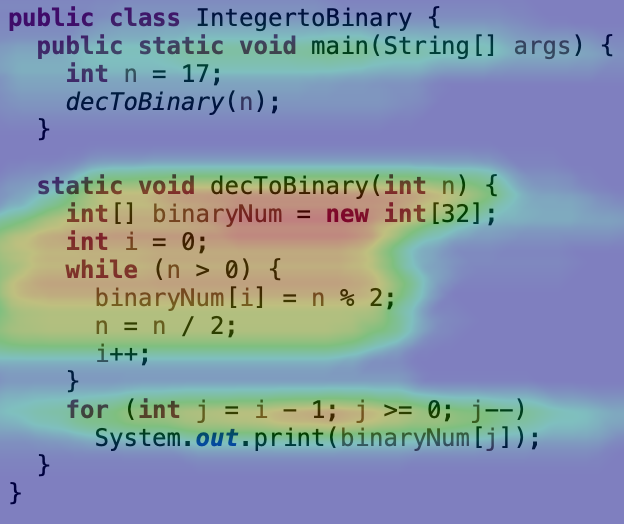 public class IntegertoBinary {
  public static void main(String[] args) {
    int n = 17;
    decToBinary(n);
  }

  static void decToBinary(int n) {
    int[] binaryNum = new int[32];
    int i = 0;
    while (n > 0) {
      binaryNum[i] = n % 2;
      n = n / 2;
      i++;
    }
    for (int j = i - 1; j >= 0; j--)
      System.out.print(binaryNum[j]);
  }
}